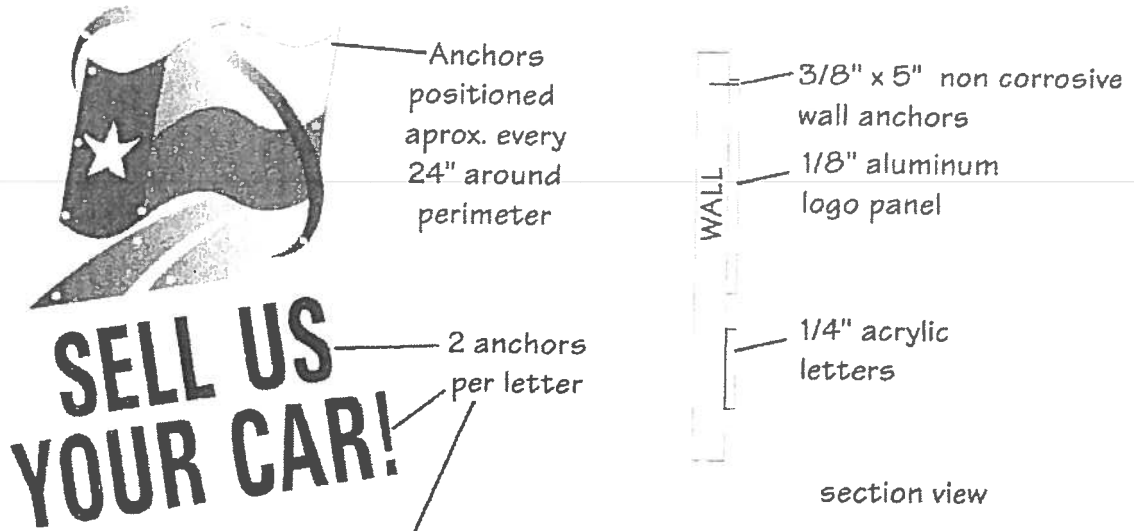 Anchors
positioned
aprox. every
24" around
perimeter
SELL US
YOUR CAR!
2 anchors
per letter
WALL
3/8" x 5" non corrosive
wall anchors
1/8" aluminum
logo panel
1/4" acrylic
letters
section view